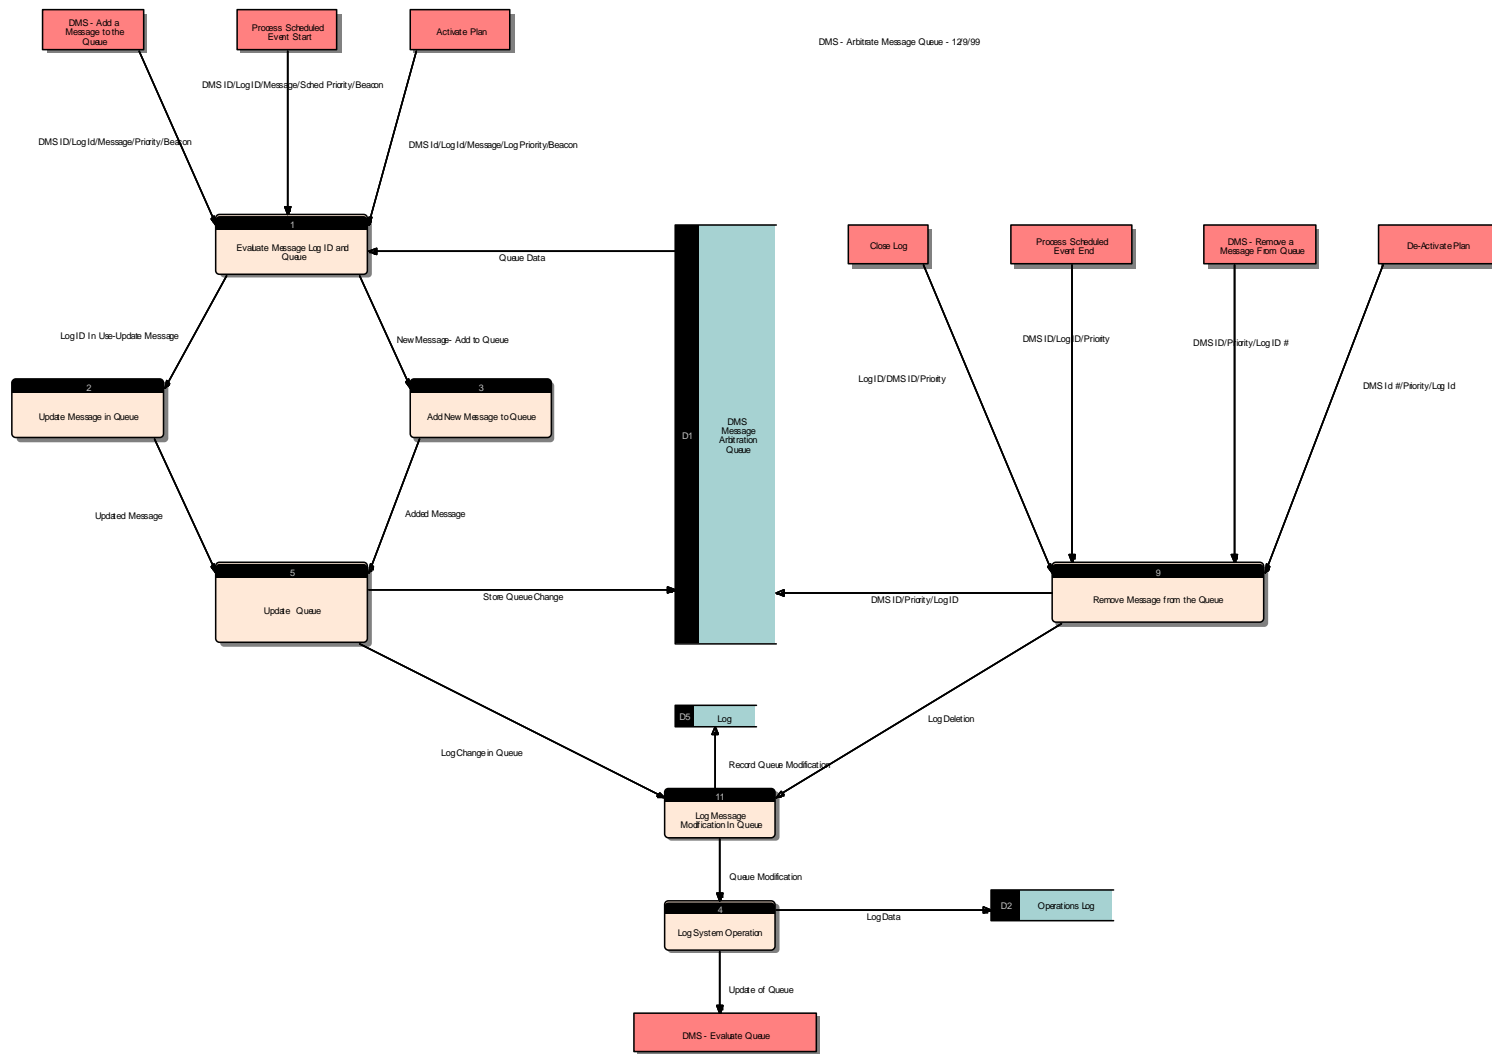 DMS - Add a
Message to the
Queue
Process Scheduled
Event Start
Activate Plan
DMS - Arbitrate Message Queue - 12/9/99
DMS ID/Log ID/Message/Sched Priority/Beacon
DMS ID/Log Id/Message/Priority/Beacon
DMS Id/Log Id/Message/Log Priority/Beacon
1
Evaluate Message Log ID and
Queue
Queue Data
Close Log
Process Scheduled
Event End
DMS - Remove a
Message From Queue
De-Activate Plan
Log ID In Use-Update Message
New Message- Add to Queue
DMS ID/Log ID/Priority
DMS ID/Priority/Log ID #
Log ID/DMS ID/Priority
DMS Id #/Priority/Log Id
2
Update Message in Queue
3
Add New Message to Queue
D1
DMS
Message
Arbitration
Queue
Updated Message
Added Message
5
Update Queue
Store Queue Change
DMS ID/Priority/Log ID
9
Remove Message from the Queue
D5
Log
Log Deletion
Log Change in Queue
Record Queue Modification
11
Log Message
Modification In Queue
Queue Modification
4
Log System Operation
Log Data
D2
Operations Log
Update of Queue
DMS - Evaluate Queue